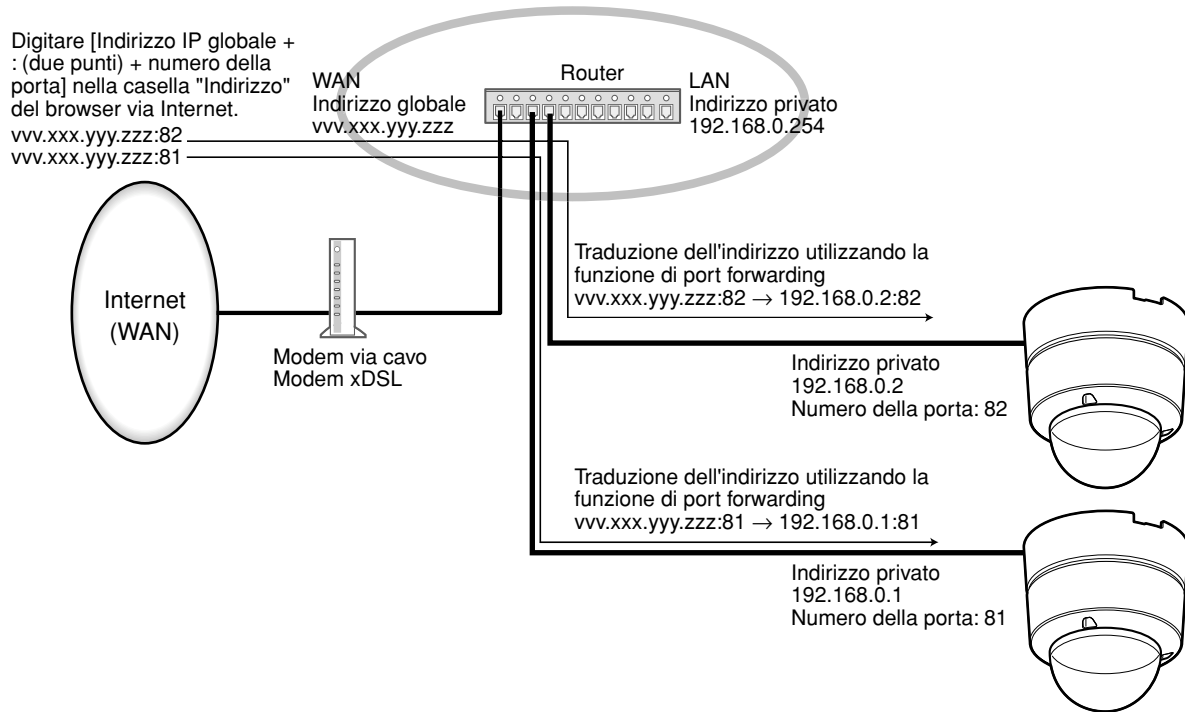 Digitare [Indirizzo IP globale +
: (due punti) + numero della
porta] nella casella "Indirizzo"
del browser via Internet.
vvv.xxx.yyy.zzz:82
vvv.xxx.yyy.zzz:81
WAN
Indirizzo globale
vvv.xxx.yyy.zzz
Router
LAN
Indirizzo privato
192.168.0.254
Internet
(WAN)
Modem via cavo
Modem xDSL
Traduzione dell'indirizzo utilizzando la
funzione di port forwarding
vvv.xxx.yyy.zzz:82 → 192.168.0.2:82
Indirizzo privato
192.168.0.2
Numero della porta: 82
Traduzione dell'indirizzo utilizzando la
funzione di port forwarding
vvv.xxx.yyy.zzz:81 → 192.168.0.1:81
Indirizzo privato
192.168.0.1
Numero della porta: 81